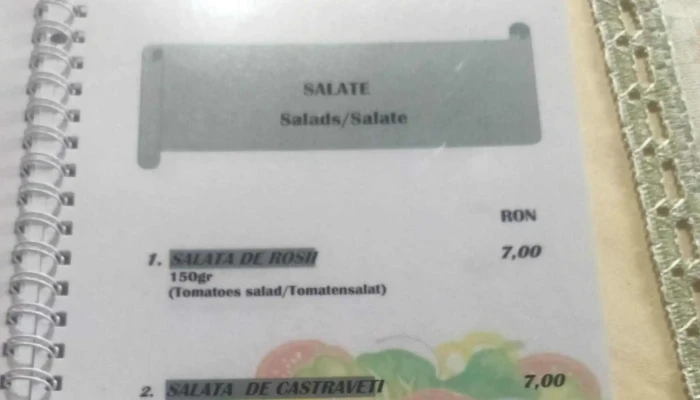 SALATE
Salads/Salate
RON
1. SALATA DE ROSII 7,00
150gr
(Tomatoes salad/Tomatensalat)
2. SALATA DE CASTRAVETI 7,00